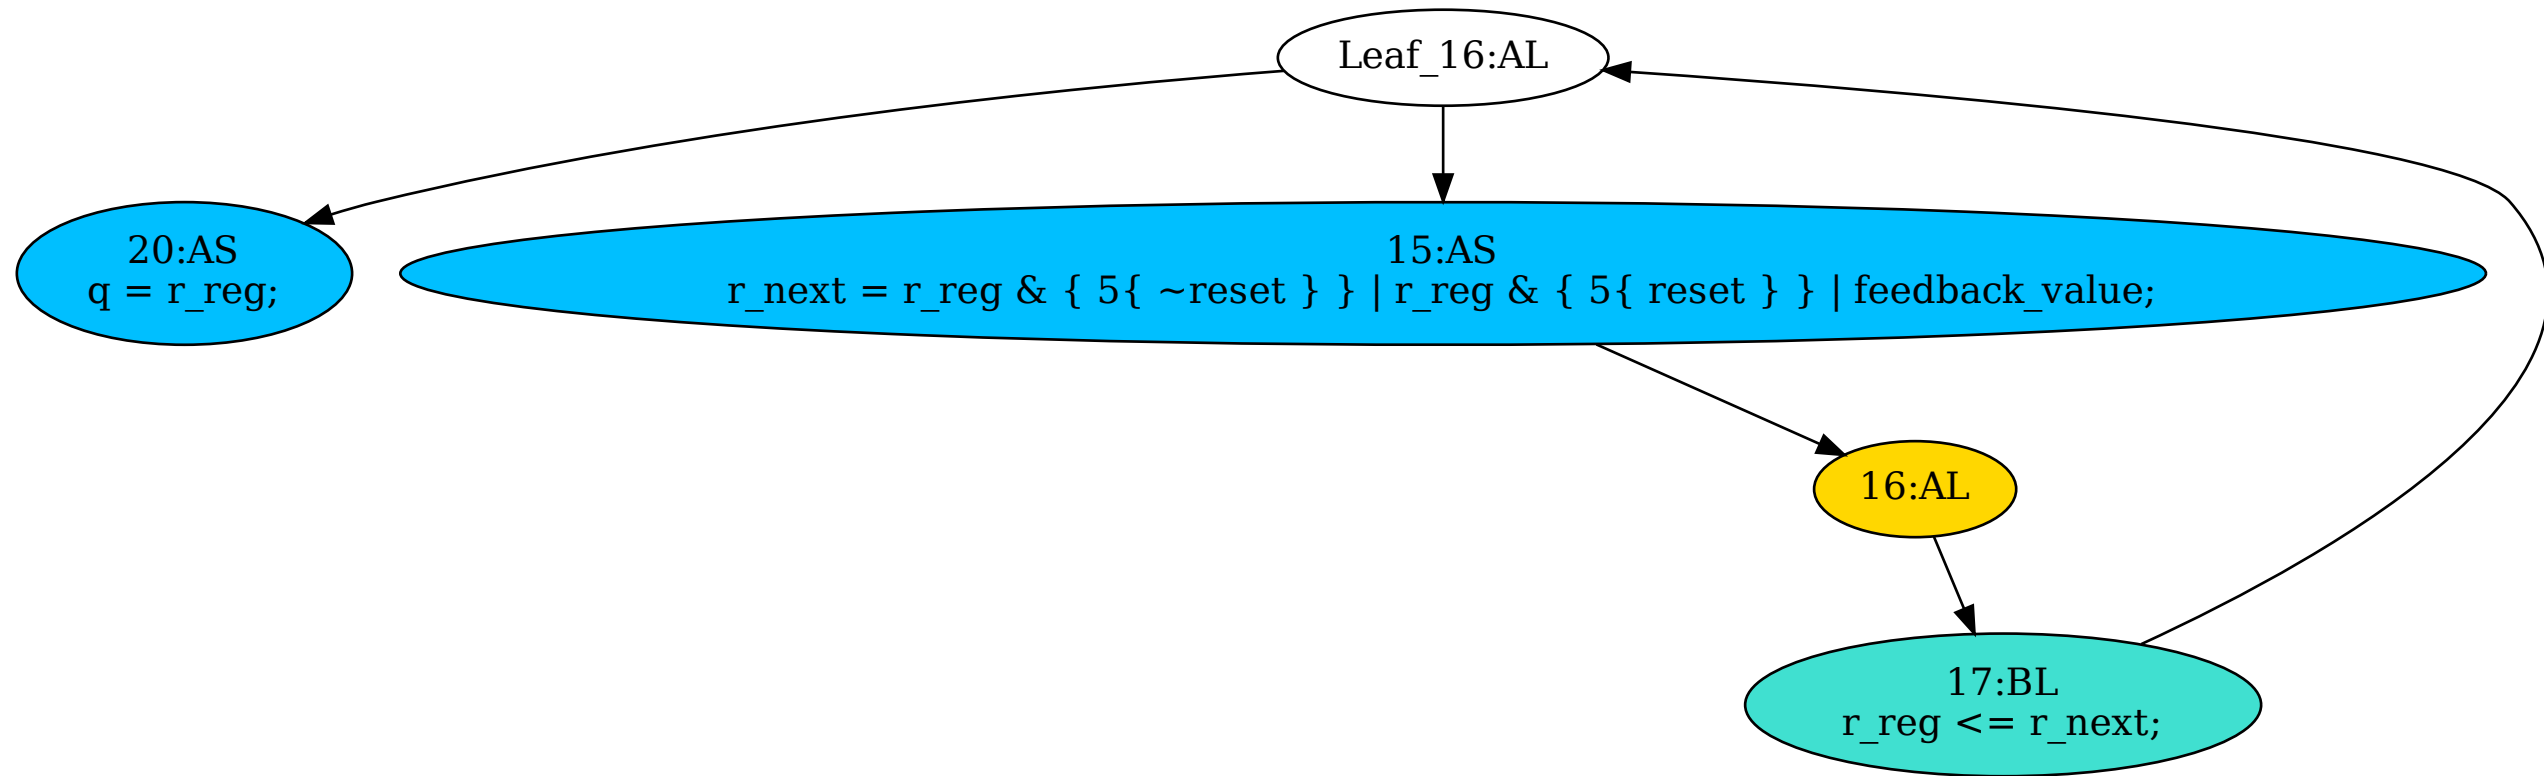 Leaf_16:AL
20:AS
q = r_reg;
15:AS
r_next = r_reg & { 5{ ~reset } } | r_reg & { 5{ reset } } | feedback_value;
16:AL
17:BL
r_reg <= r_next;